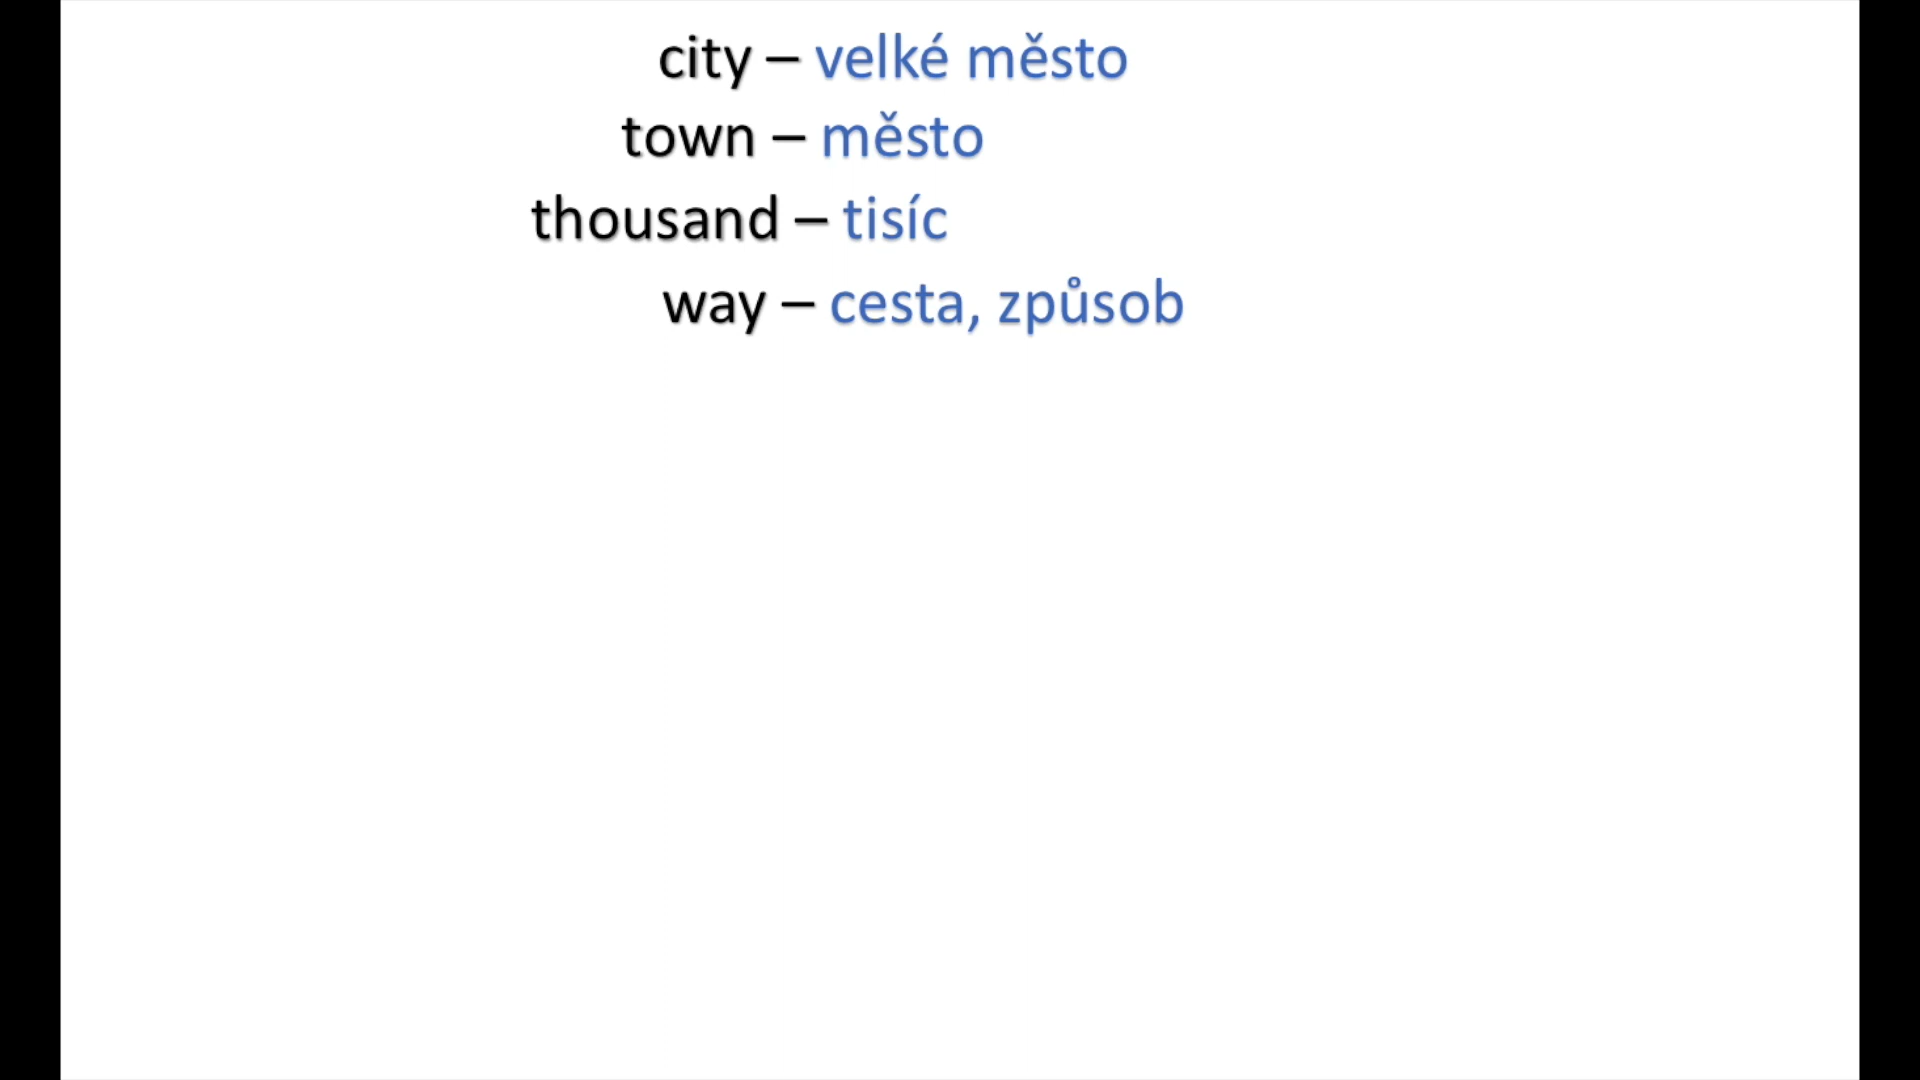 city – velké město
town – město
thousand – tisíc
way – cesta, způsob